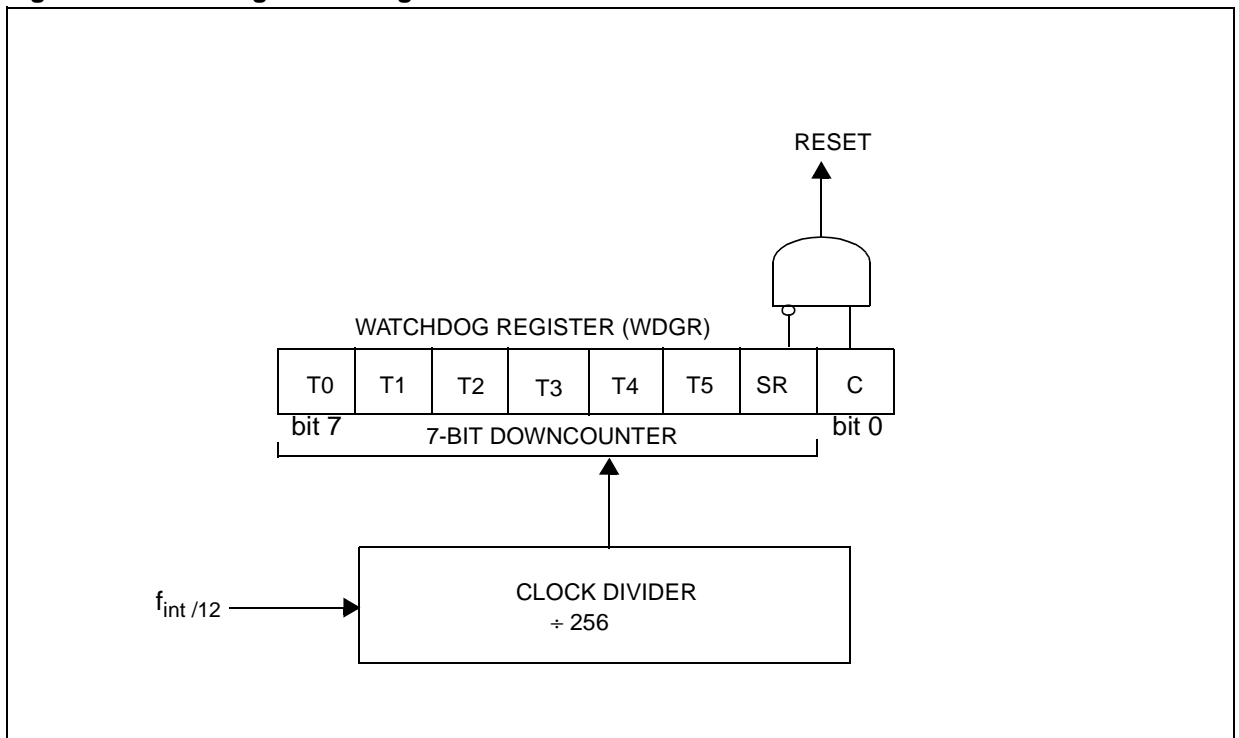 RESET
WATCHDOG REGISTER (WDGR)
T0 T1 T2 T3 T4 T5 SR C
bit 7 7-BIT DOWNCOUNTER bit 0
fint /12
CLOCK DIVIDER
÷ 256